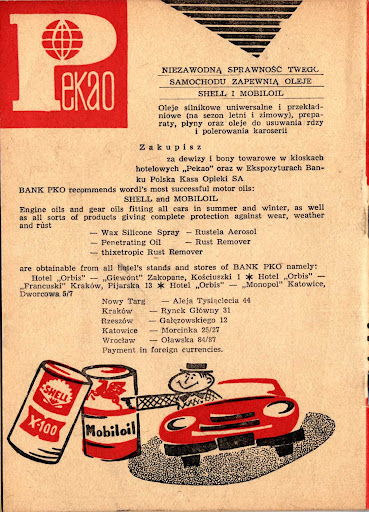 Pekao
NIEZAWODNĄ SPRAWNOŚĆ TWEGO
SAMOCHODU ZAPEWNIĄ OLEJE
SHELL I MOBILOIL
Oleje silnikowe uniwersalne i przekład-
niowe (na sezon letni i zimowy), prepa-
raty, płyny oraz oleje do usuwania rdzy
i polerowania karoserii
Zakupisz
za dewizy i bony towarowe w kioskach
hotelowych „Pekao" oraz w Ekspozyturach Ban-
ku Polska Kasa Opieki SA
BANK PKO recommends wordl's most successful motor oils:
SHELL and MOBILOIL
Engine oils and gear oils fitting all cars in summer and winter, as well
as all sorts of products giving complete protection against wear, weather
and rust
— Wax Silicone Spray — Rustela Aerosol
— Penetrating Oil — Rust Remover
— thixetropic Rust Remover
are obtainable from all hotel's stands and stores of BANK PKO namely:
Hotel „Orbis" — „Giewont" Zakopane, Kościuszki 1 ★ Hotel „Orbis" —
„Francuski" Kraków, Pijarska 13 ★ Hotel „Orbis" — „Monopol" Katowice,
Dworcowa 5/7
Nowy Targ — Aleja Tysiąclecia 44
Kraków — Rynek Główny 31
Rzeszów — Gałęzowskiego 12
Katowice — Morcinka 25/27
Wrocław — Oławska 84/87
Payment in foreign currencies.
SHELL
X-100
Mobiloil